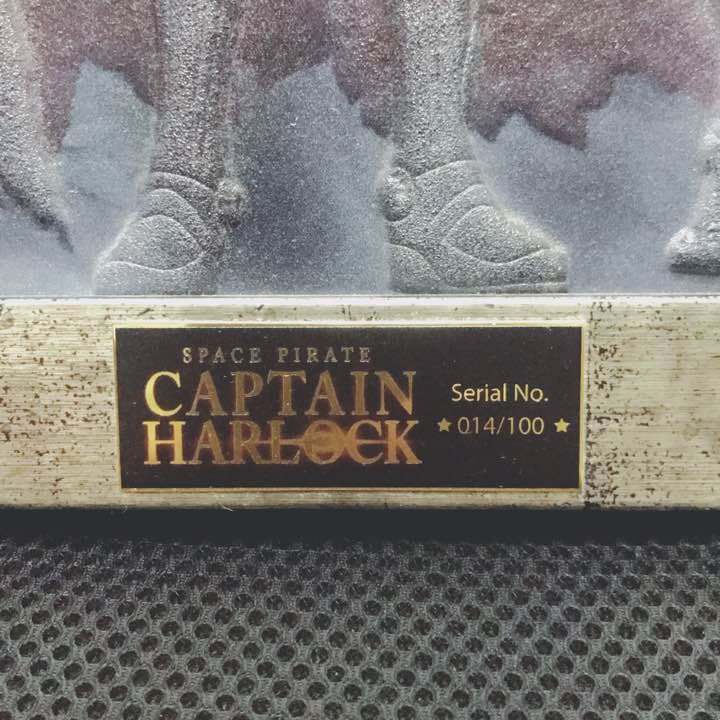 SPACE PIRATE
CAPTAIN
HARLOCK
Serial No.
★ 014/100 ★